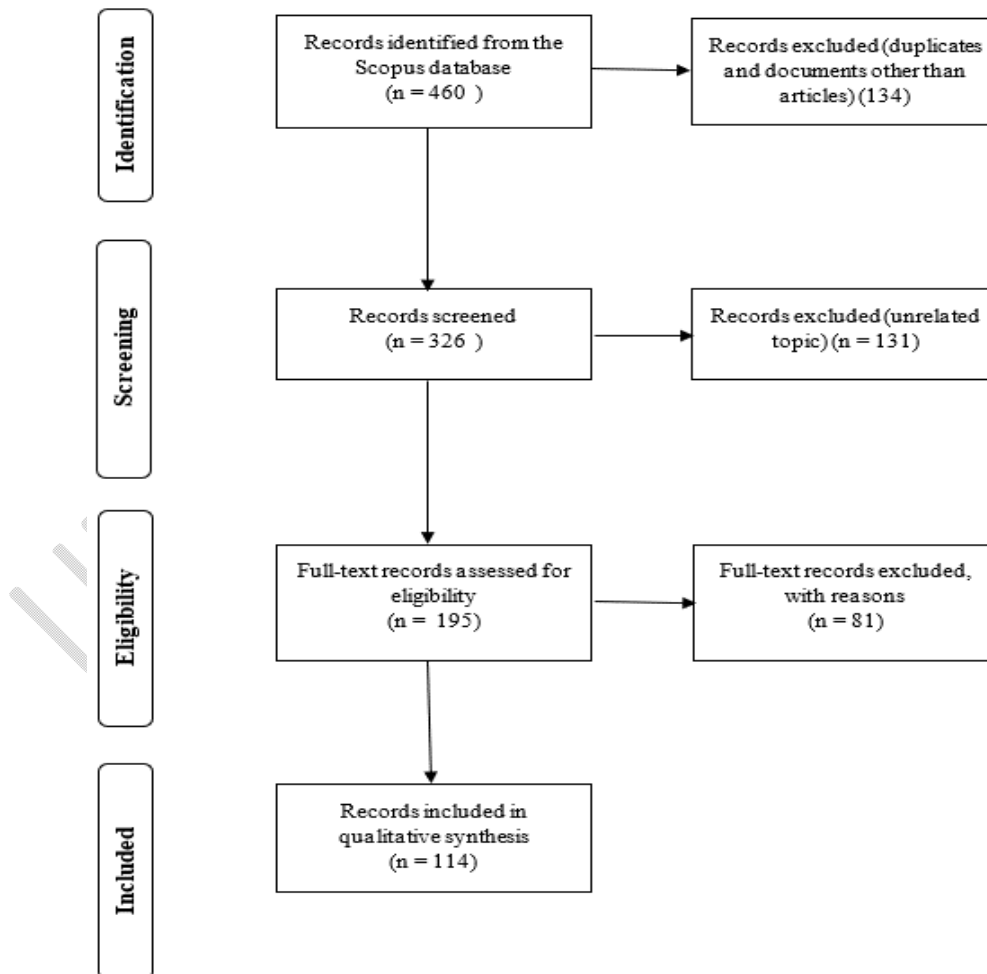 Identification
Records identified from the
Scopus database
(n = 460 )
Records excluded (duplicates
and documents other than
articles) (134)
Screening
Records screened
(n = 326 )
Records excluded (unrelated
topic) (n = 131)
Eligibility
Full-text records assessed for
eligibility
(n = 195)
Full-text records excluded,
with reasons
(n = 81)
Included
Records included in
qualitative synthesis
(n = 114)